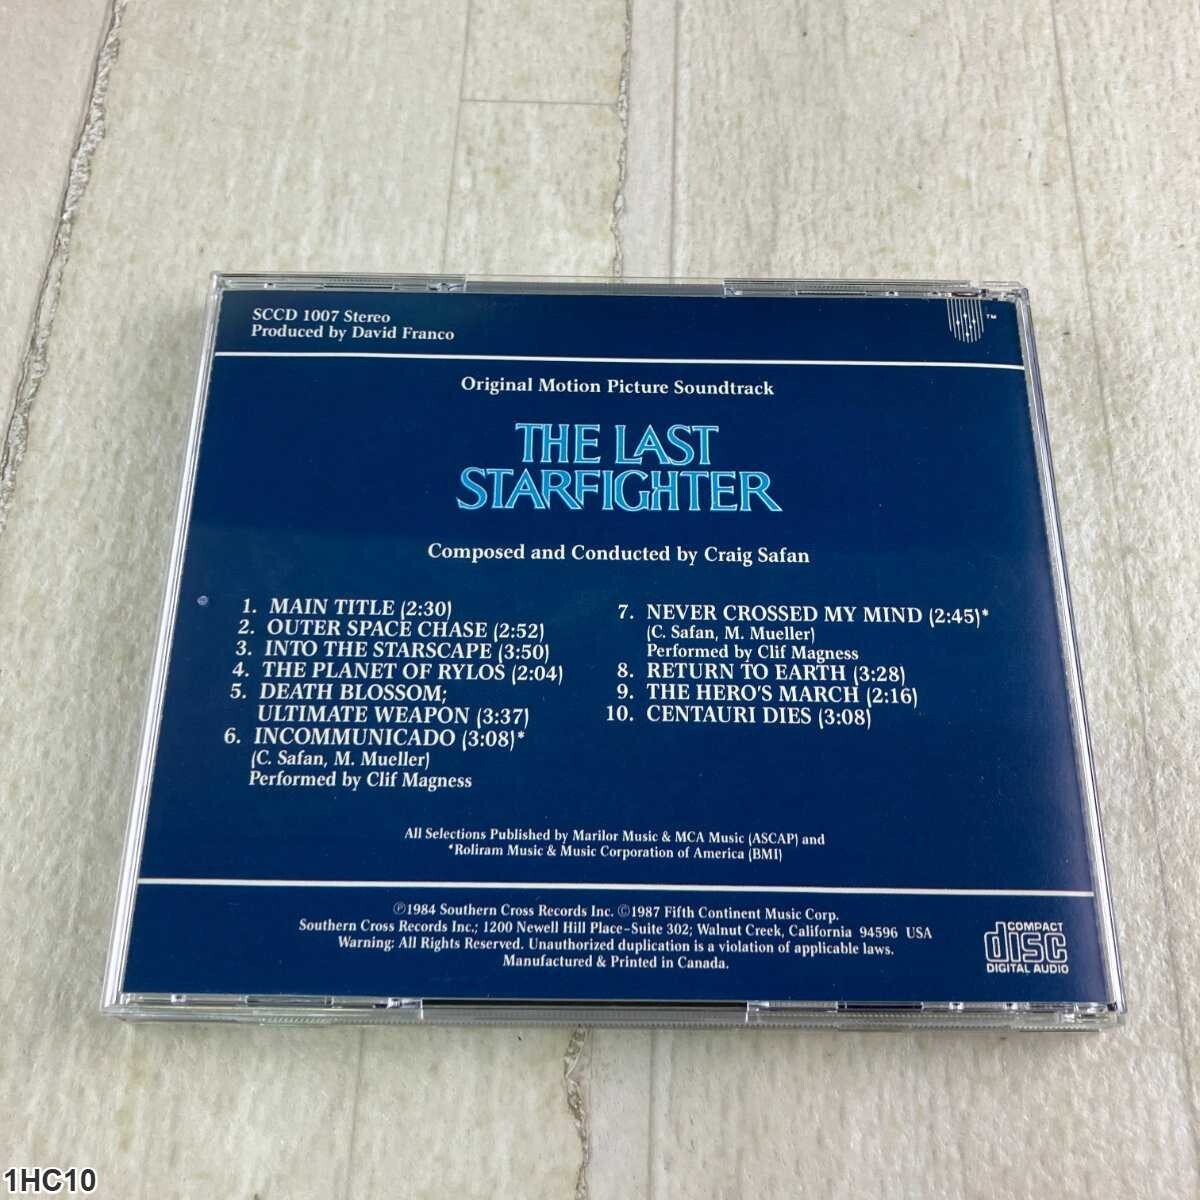 SCCD 1007 Stereo
Produced by David Franco
™
Original Motion Picture Soundtrack
THE LAST
STARFIGHTER
Composed and Conducted by Craig Safan
1. MAIN TITLE (2:30)
2. OUTER SPACE CHASE (2:52)
3. INTO THE STARSCAPE (3:50)
4. THE PLANET OF RYLOS (2:04)
5. DEATH BLOSSOM;
ULTIMATE WEAPON (3:37)
6. INCOMMUNICADO (3:08)*
(C. Safan, M. Mueller)
Performed by Clif Magness
7. NEVER CROSSED MY MIND (2:45)*
(C. Safan, M. Mueller)
Performed by Clif Magness
8. RETURN TO EARTH (3:28)
9. THE HERO'S MARCH (2:16)
10. CENTAURI DIES (3:08)
All Selections Published by Marilor Music & MCA Music (ASCAP) and
*Roliram Music & Music Corporation of America (BMI)
℗1984 Southern Cross Records Inc. ©1987 Fifth Continent Music Corp.
Southern Cross Records Inc.; 1200 Newell Hill Place–Suite 302; Walnut Creek, California 94596 USA
Warning: All Rights Reserved. Unauthorized duplication is a violation of applicable laws.
Manufactured & Printed in Canada.
COMPACT
disc
DIGITAL AUDIO
1HC10